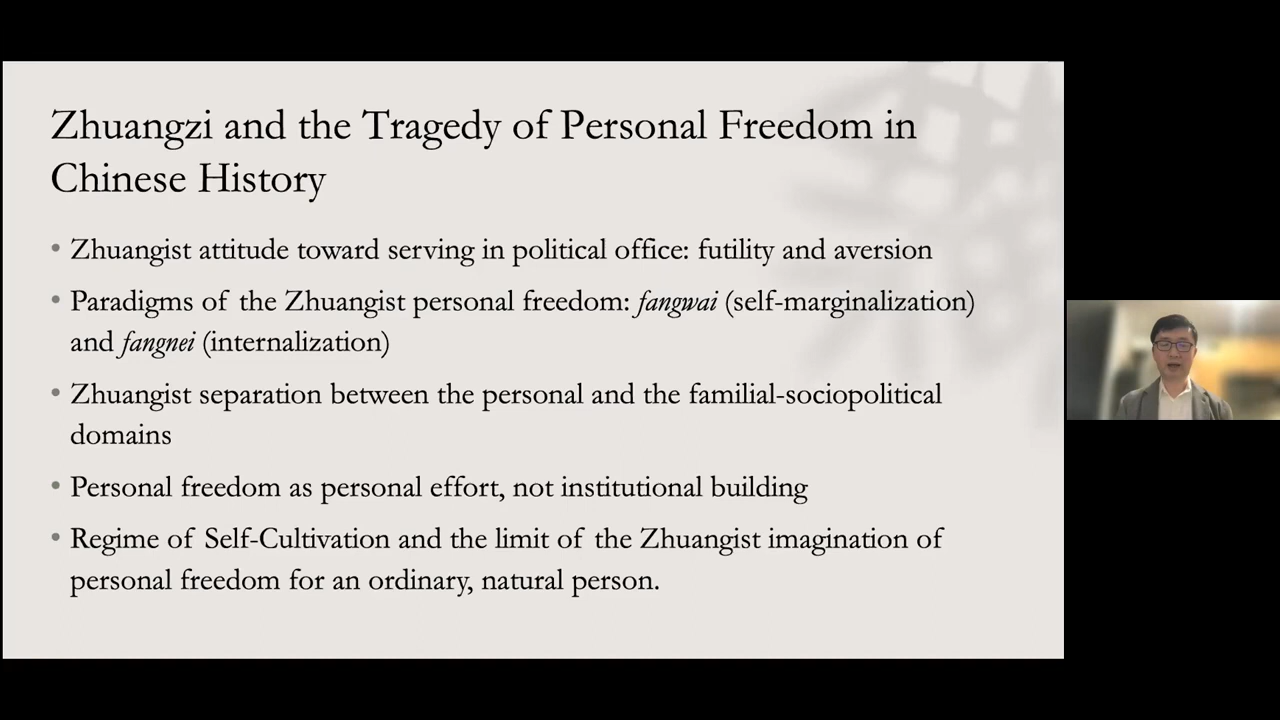 Zhuangzi and the Tragedy of Personal Freedom in
Chinese History
• Zhuangist attitude toward serving in political office: futility and aversion
• Paradigms of the Zhuangist personal freedom: fangwai (self-marginalization)
and fangnei (internalization)
• Zhuangist separation between the personal and the familial-sociopolitical
domains
• Personal freedom as personal effort, not institutional building
• Regime of Self-Cultivation and the limit of the Zhuangist imagination of
personal freedom for an ordinary, natural person.